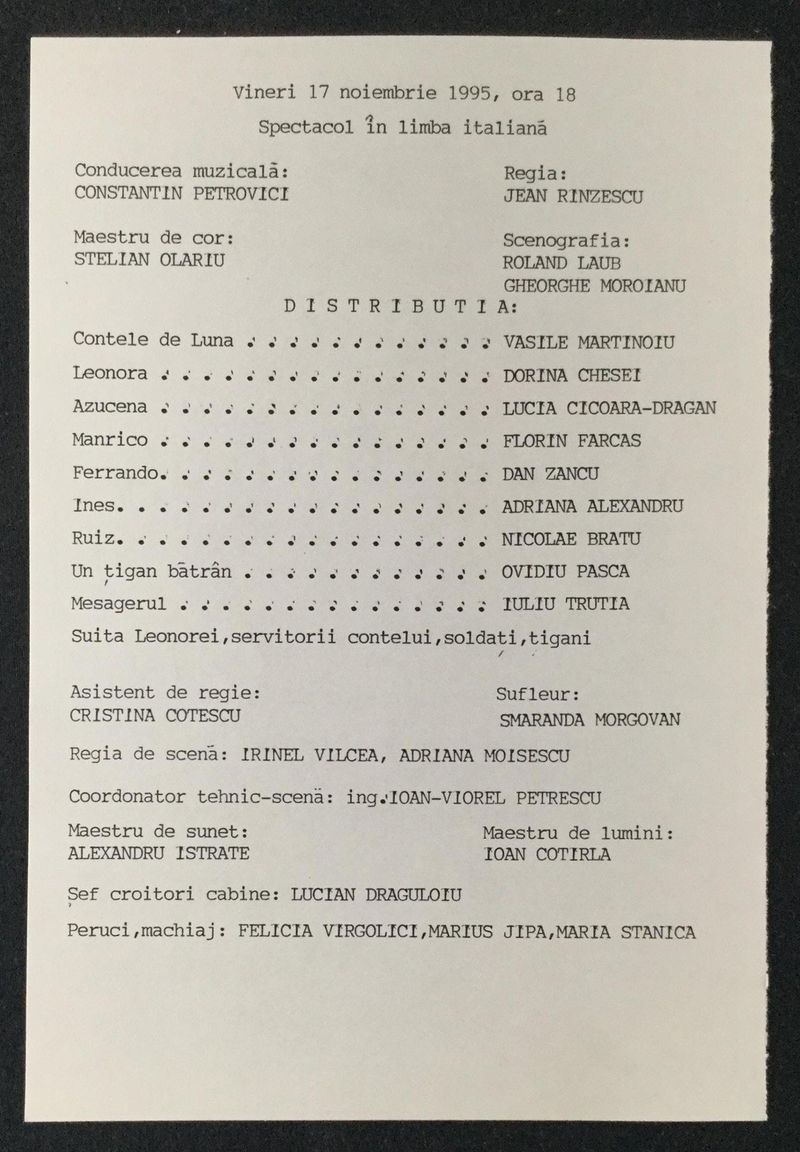 Vineri 17 noiembrie 1995, ora 18
Spectacol în limba italiană
Conducerea muzicală:
CONSTANTIN PETROVICI
Regia:
JEAN RINZESCU
Maestru de cor:
STELIAN OLARIU
Scenografia:
ROLAND LAUB
GHEORGHE MOROIANU
D I S T R I B U T I A:
Contele de Luna . . . . . . . . . . . . VASILE MARTINOIU
Leonora . . . . . . . . . . . . . . . . DORINA CHESEI
Azucena . . . . . . . . . . . . . . . . LUCIA CICOARA-DRAGAN
Manrico . . . . . . . . . . . . . . . . FLORIN FARCAS
Ferrando. . . . . . . . . . . . . . . . DAN ZANCU
Ines. . . . . . . . . . . . . . . . . . ADRIANA ALEXANDRU
Ruiz. . . . . . . . . . . . . . . . . . NICOLAE BRATU
Un țigan bătrân . . . . . . . . . . . . OVIDIU PASCA
Mesagerul . . . . . . . . . . . . . . . IULIU TRUTIA
Suita Leonorei,servitorii contelui,soldați,țigani
Asistent de regie:
CRISTINA COTESCU
Sufleur:
SMARANDA MORGOVAN
Regia de scenă: IRINEL VILCEA, ADRIANA MOISESCU
Coordonator tehnic-scenă: ing.IOAN-VIOREL PETRESCU
Maestru de sunet:
ALEXANDRU ISTRATE
Maestru de lumini:
IOAN COTIRLA
Șef croitori cabine: LUCIAN DRAGULOIU
Peruci,machiaj: FELICIA VIRGOLICI,MARIUS JIPA,MARIA STANICA